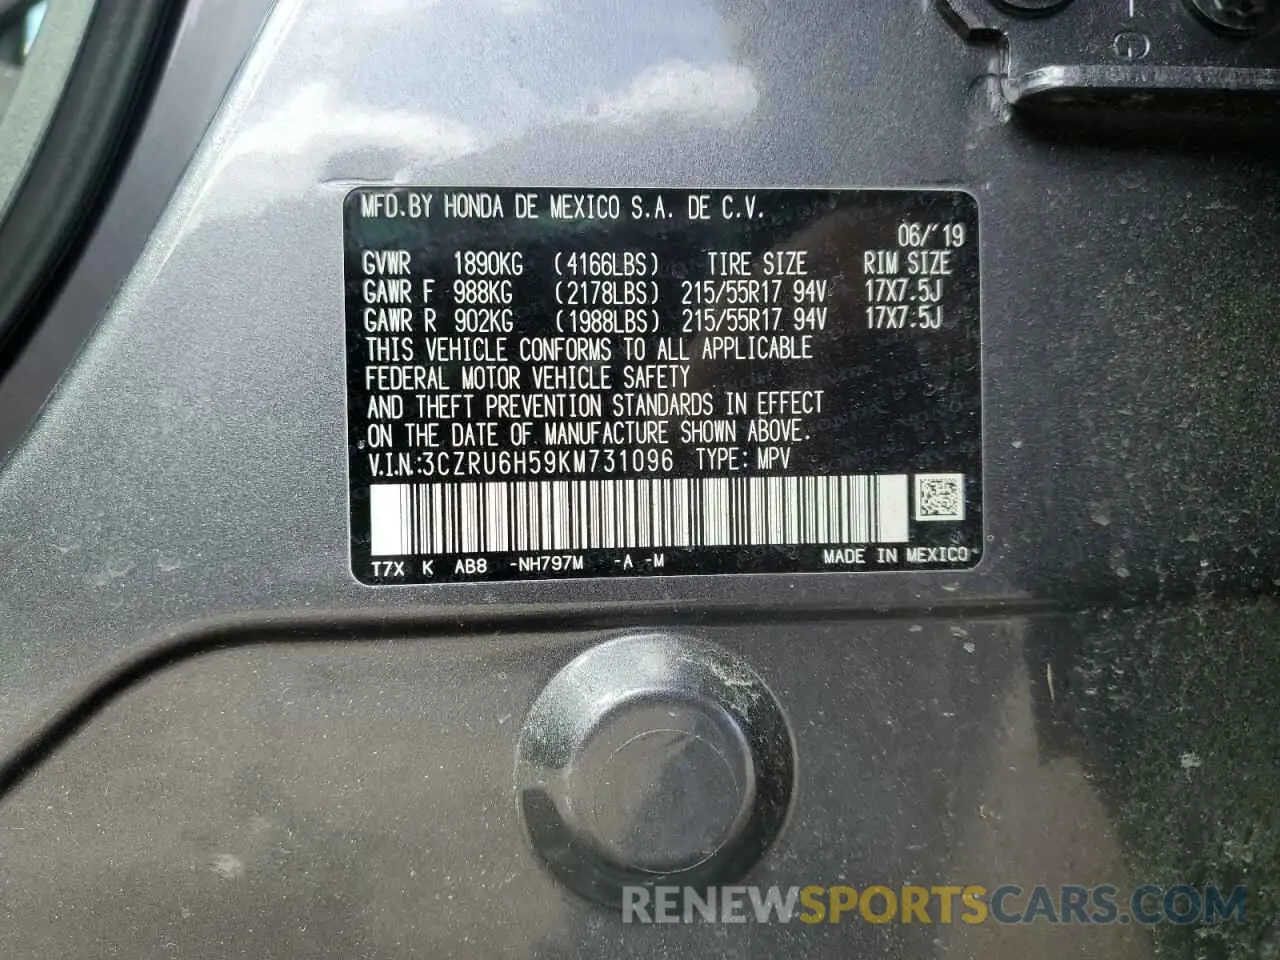 G
MFD.BY HONDA DE MEXICO S.A. DE C.V.
06/'19
GVWR 1890KG (4166LBS) TIRE SIZE RIM SIZE
GAWR F 988KG (2178LBS) 215/55R17 94V 17X7.5J
GAWR R 902KG (1988LBS) 215/55R17 94V 17X7.5J
THIS VEHICLE CONFORMS TO ALL APPLICABLE
FEDERAL MOTOR VEHICLE SAFETY
AND THEFT PREVENTION STANDARDS IN EFFECT
ON THE DATE OF MANUFACTURE SHOWN ABOVE.
V.I.N.:3CZRU6H59KM731096 TYPE: MPV
T7X K AB8 -NH797M -A -M MADE IN MEXICO
RENEWSPORTSCARS.COM